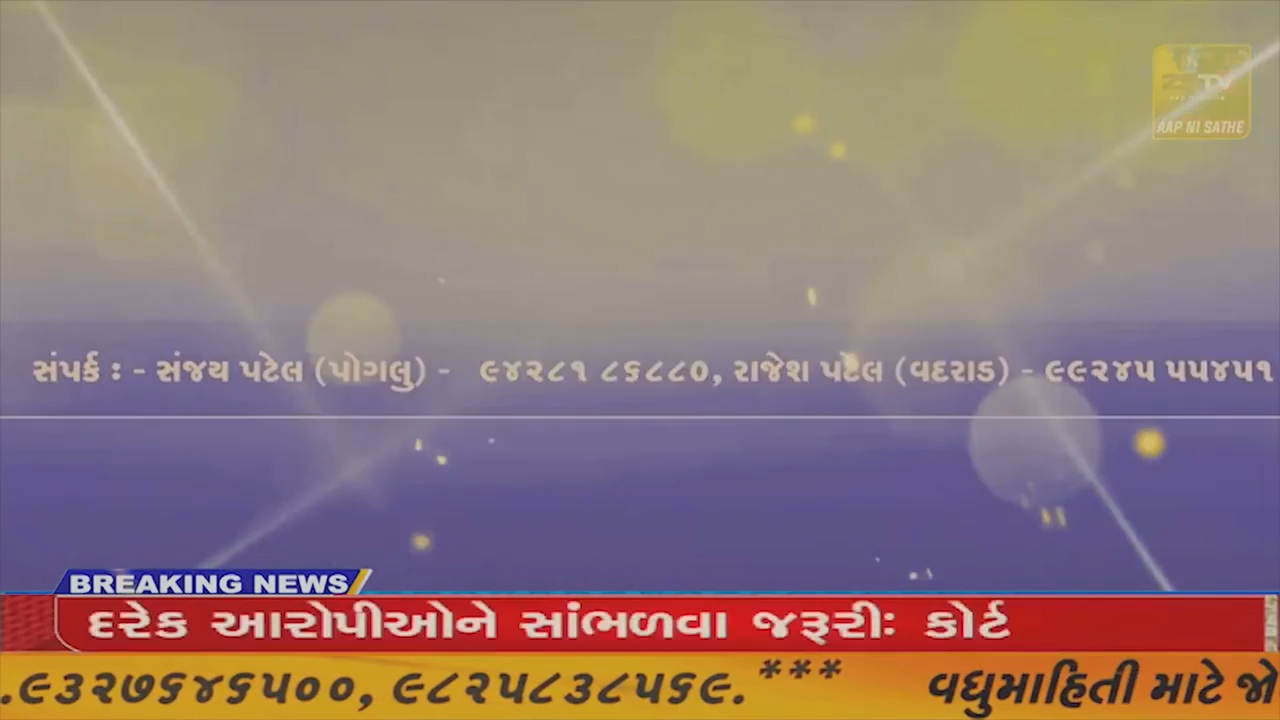 TV
AAP NI SATHE
સંપર્ક : - સંજય પટેલ (પોગલુ) - ૯૪૨૮૧ ૮૬૮૮૦, રાજેશ પટેલ (વદરાડ) - ૯૯૨૪૫ ૫૫૪૫૧
BREAKING NEWS
દરેક આરોપીઓને સાંભળવા જરૂરીઃ કોર્ટ
.૯૩૨૭૬૪૬૫૦૦, ૯૮૨૫૮૩૮૫૬૯.*** વધુમાહિતી માટે જો